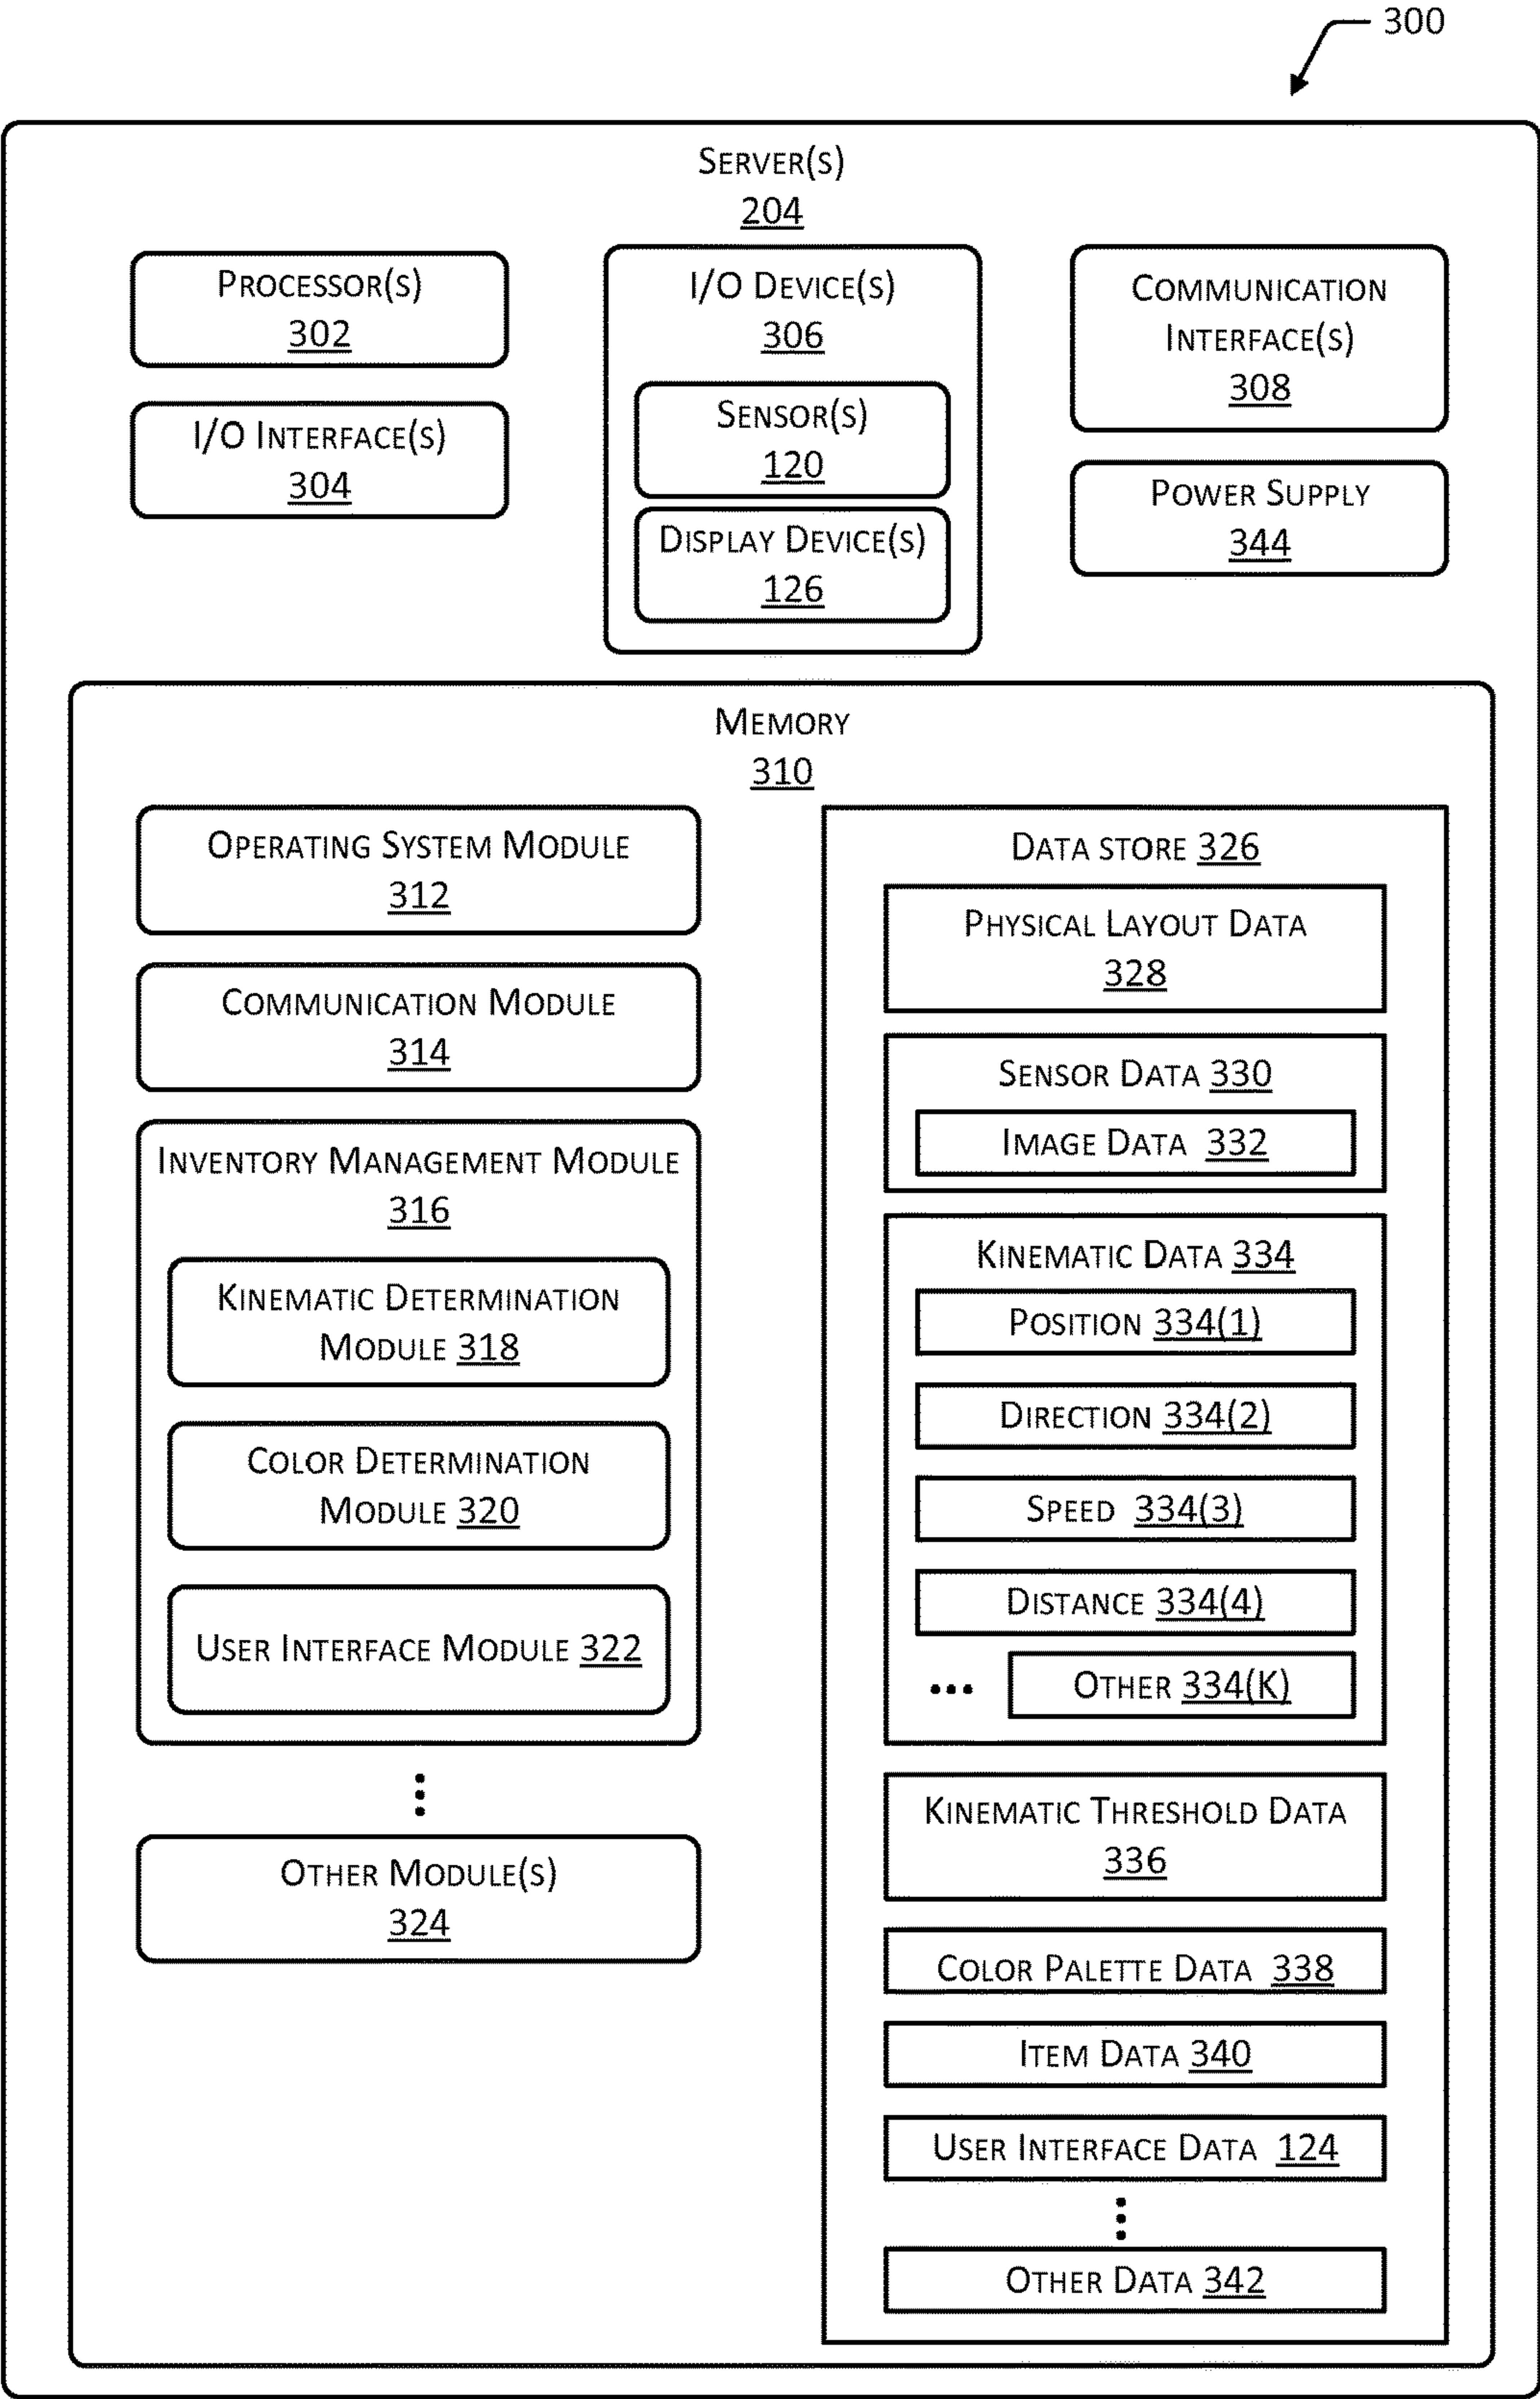 300
Server(s)
204
Processor(s)
302
I/O Interface(s)
304
I/O Device(s)
306
Sensor(s)
120
Display Device(s)
126
Communication
Interface(s)
308
Power Supply
344
Memory
310
Operating System Module
312
Communication Module
314
Inventory Management Module
316
Kinematic Determination
Module 318
Color Determination
Module 320
User Interface Module 322
Other Module(s)
324
Data store 326
Physical Layout Data
328
Sensor Data 330
Image Data 332
Kinematic Data 334
Position 334(1)
Direction 334(2)
Speed 334(3)
Distance 334(4)
... Other 334(K)
Kinematic Threshold Data
336
Color Palette Data 338
Item Data 340
User Interface Data 124
Other Data 342